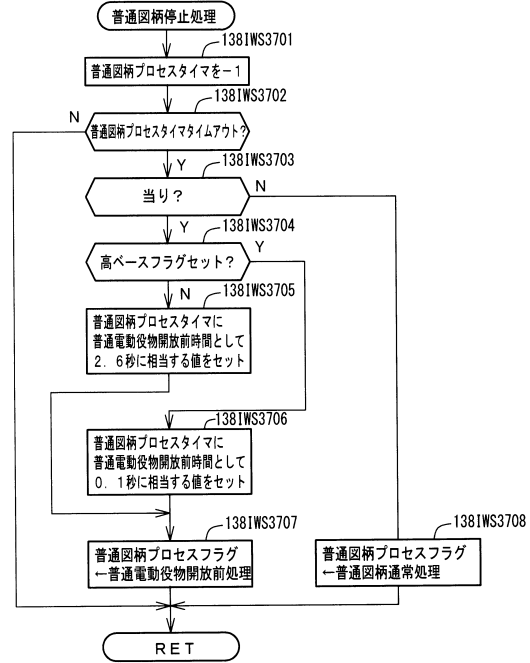 普通図柄停止処理
138IWS3701
普通図柄プロセスタイマを－１
138IWS3702
N
普通図柄プロセスタイマタイムアウト？
Y
138IWS3703
当り？
N
Y
138IWS3704
高ベースフラグセット？
Y
N
138IWS3705
普通図柄プロセスタイマに
普通電動役物開放前時間として
２．６秒に相当する値をセット
138IWS3706
普通図柄プロセスタイマに
普通電動役物開放前時間として
０．１秒に相当する値をセット
138IWS3707
普通図柄プロセスフラグ
←普通電動役物開放前処理
138IWS3708
普通図柄プロセスフラグ
←普通図柄通常処理
ＲＥＴ